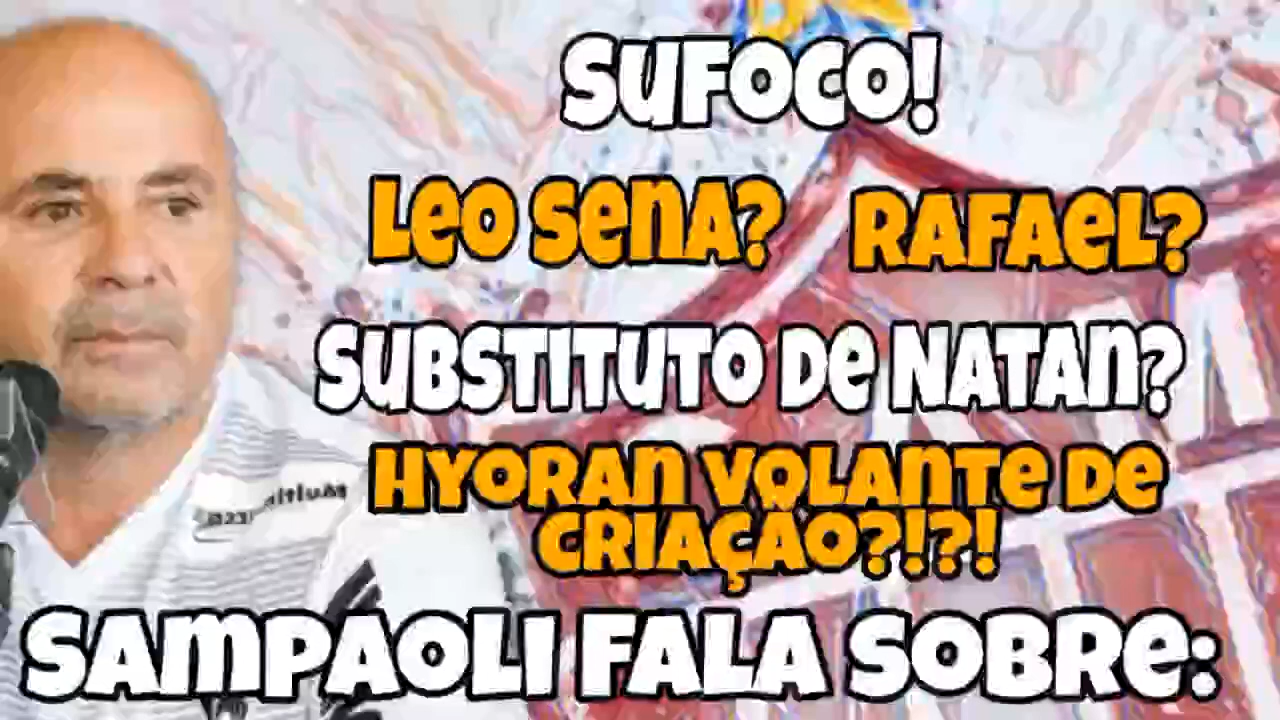 SUFOCO!
LEO SENA? RAFAEL?
SUBSTITUTO DE NATAN?
HYORAN VOLANTE DE
CRIAÇÃO?!?!
SAMPAOLI FALA SOBRE: